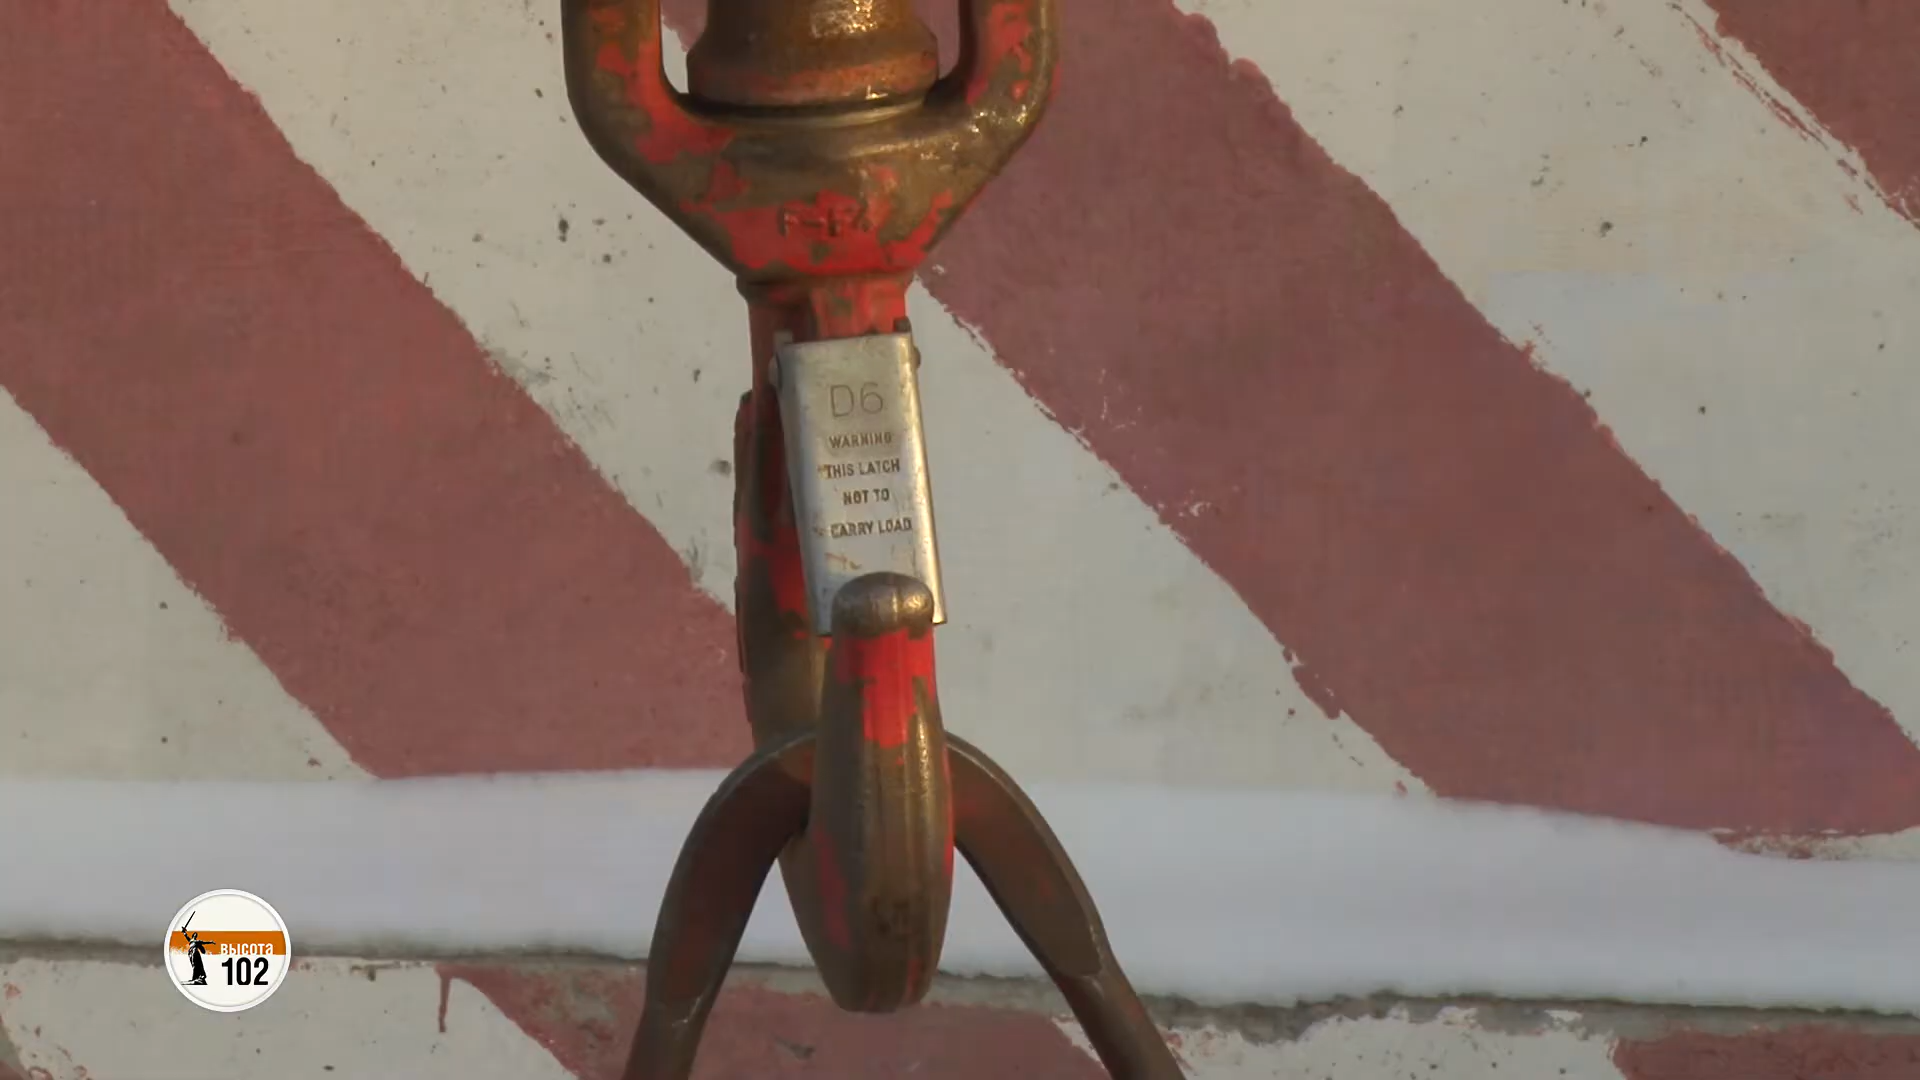 D6
WARNING
THIS LATCH
NOT TO
CARRY LOAD
ВЫСОТА
102